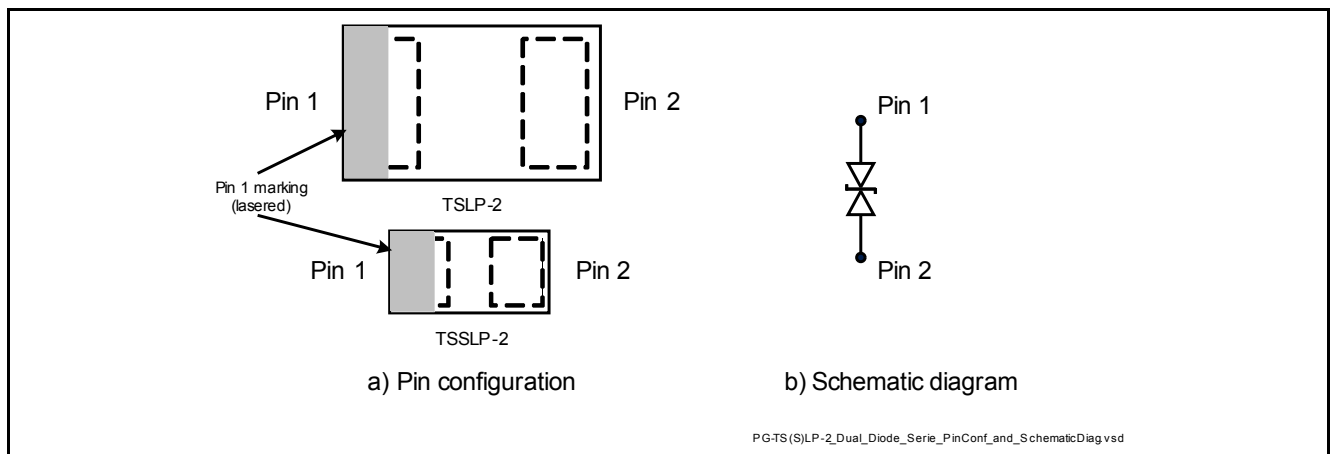 Pin 1
Pin 2
Pin 1 marking
(lasered)
TSLP-2
Pin 1
Pin 2
TSSLP-2
a) Pin configuration
Pin 1
Pin 2
b) Schematic diagram
PG-TS(S)LP-2_Dual_Diode_Serie_PinConf_and_SchematicDiag.vsd